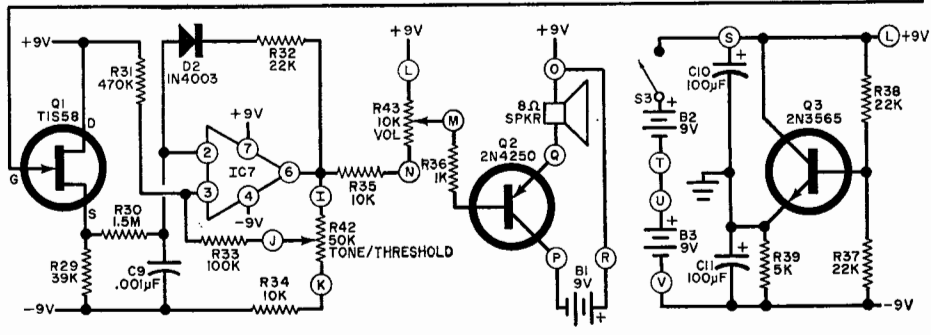 +9V
R31
470K
D2
1N4003
R32
22K
Q1
TIS58
D
G
S
R30
1.5M
R29
39K
C9
.001µF
-9V
+9V
2
7
3
4
6
IC7
-9V
R33
100K
J
I
R42
50K
TONE/THRESHOLD
K
R34
10K
R35
10K
+9V
L
R43
10K
VOL
M
N
R36
1K
+9V
O
8Ω
SPKR
Q2
2N4250
Q
P
R
B1
9V
+
S
+
C10
100µF
S3
+
B2
9V
T
U
+
B3
9V
V
+
C11
100µF
Q3
2N3565
L
+9V
R38
22K
R39
5K
R37
22K
-9V